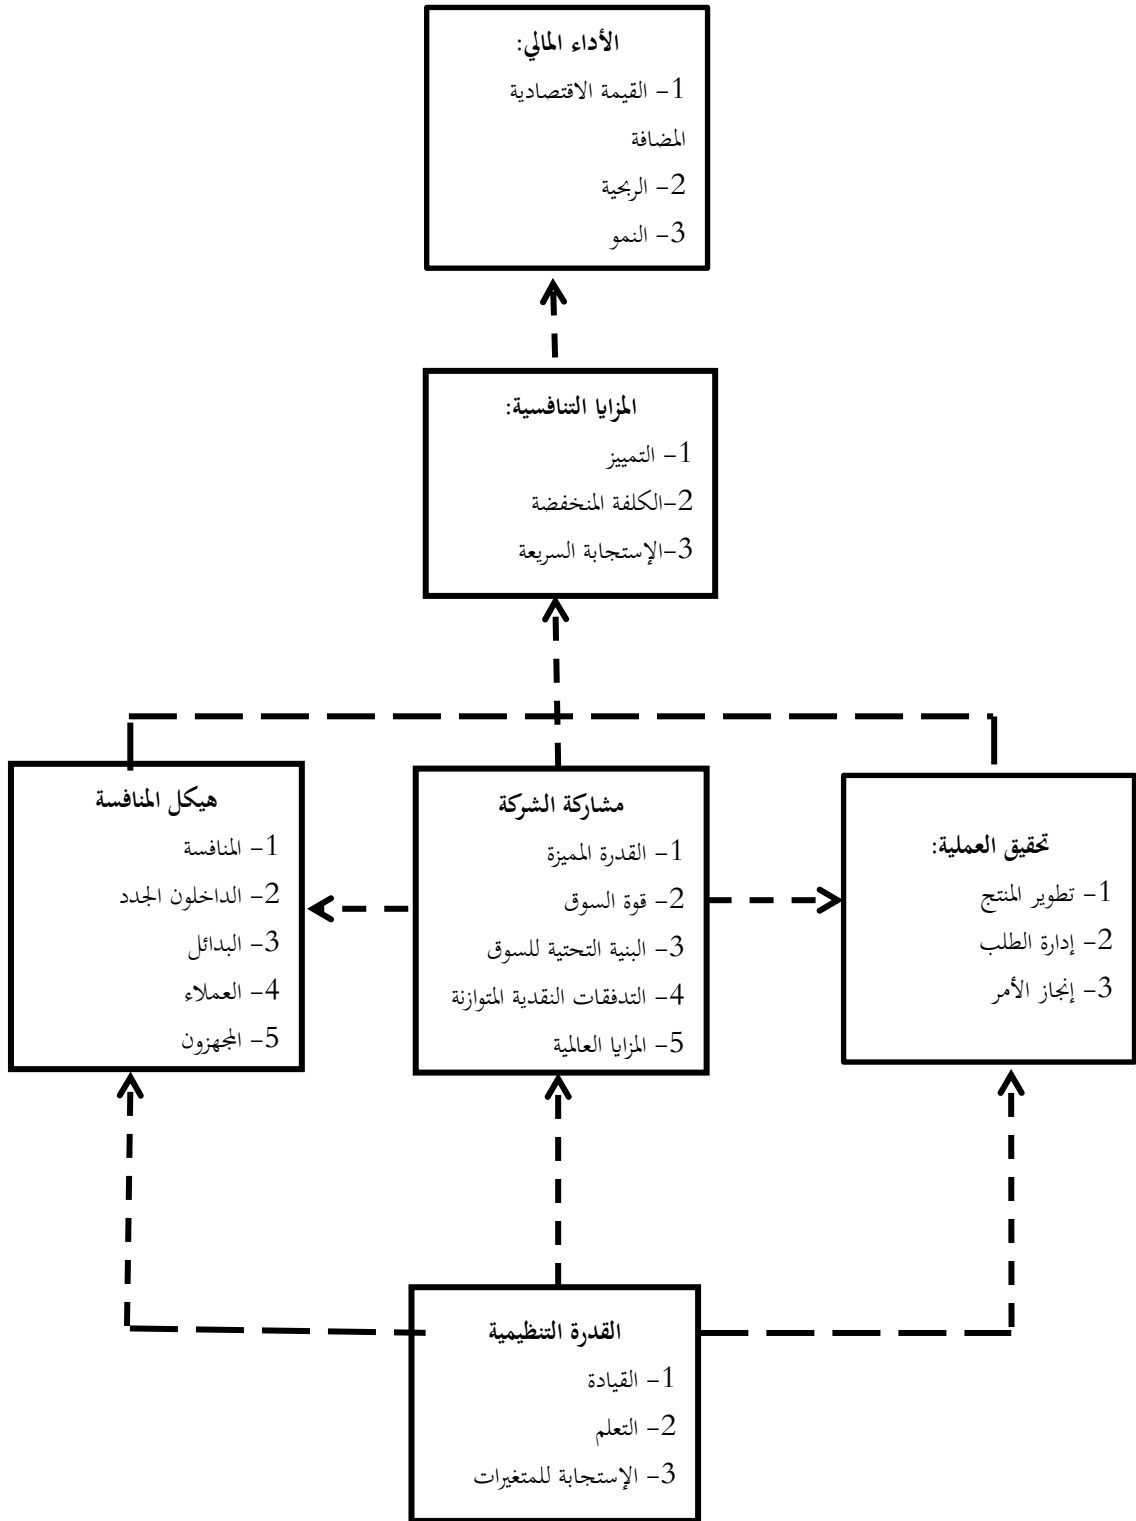 الأداء المالي:
1- القيمة الاقتصادية
المضافة
2- الربحية
3- النمو
المزايا التنافسية:
1- التمييز
2-الكلفة المنخفضة
3-الإستجابة السريعة
تحقيق العملية:
1- تطوير المنتج
2- إدارة الطلب
3- إنجاز الأمر
مشاركة الشركة
1- القدرة المميزة
2- قوة السوق
3- البنية التحتية للسوق
4- التدفقات النقدية المتوازنة
5- المزايا العالمية
هيكل المنافسة
1- المنافسة
2- الداخلون الجدد
3- البدائل
4- العملاء
5- المجهزون
القدرة التنظيمية
1- القيادة
2- التعلم
3- الإستجابة للمتغيرات